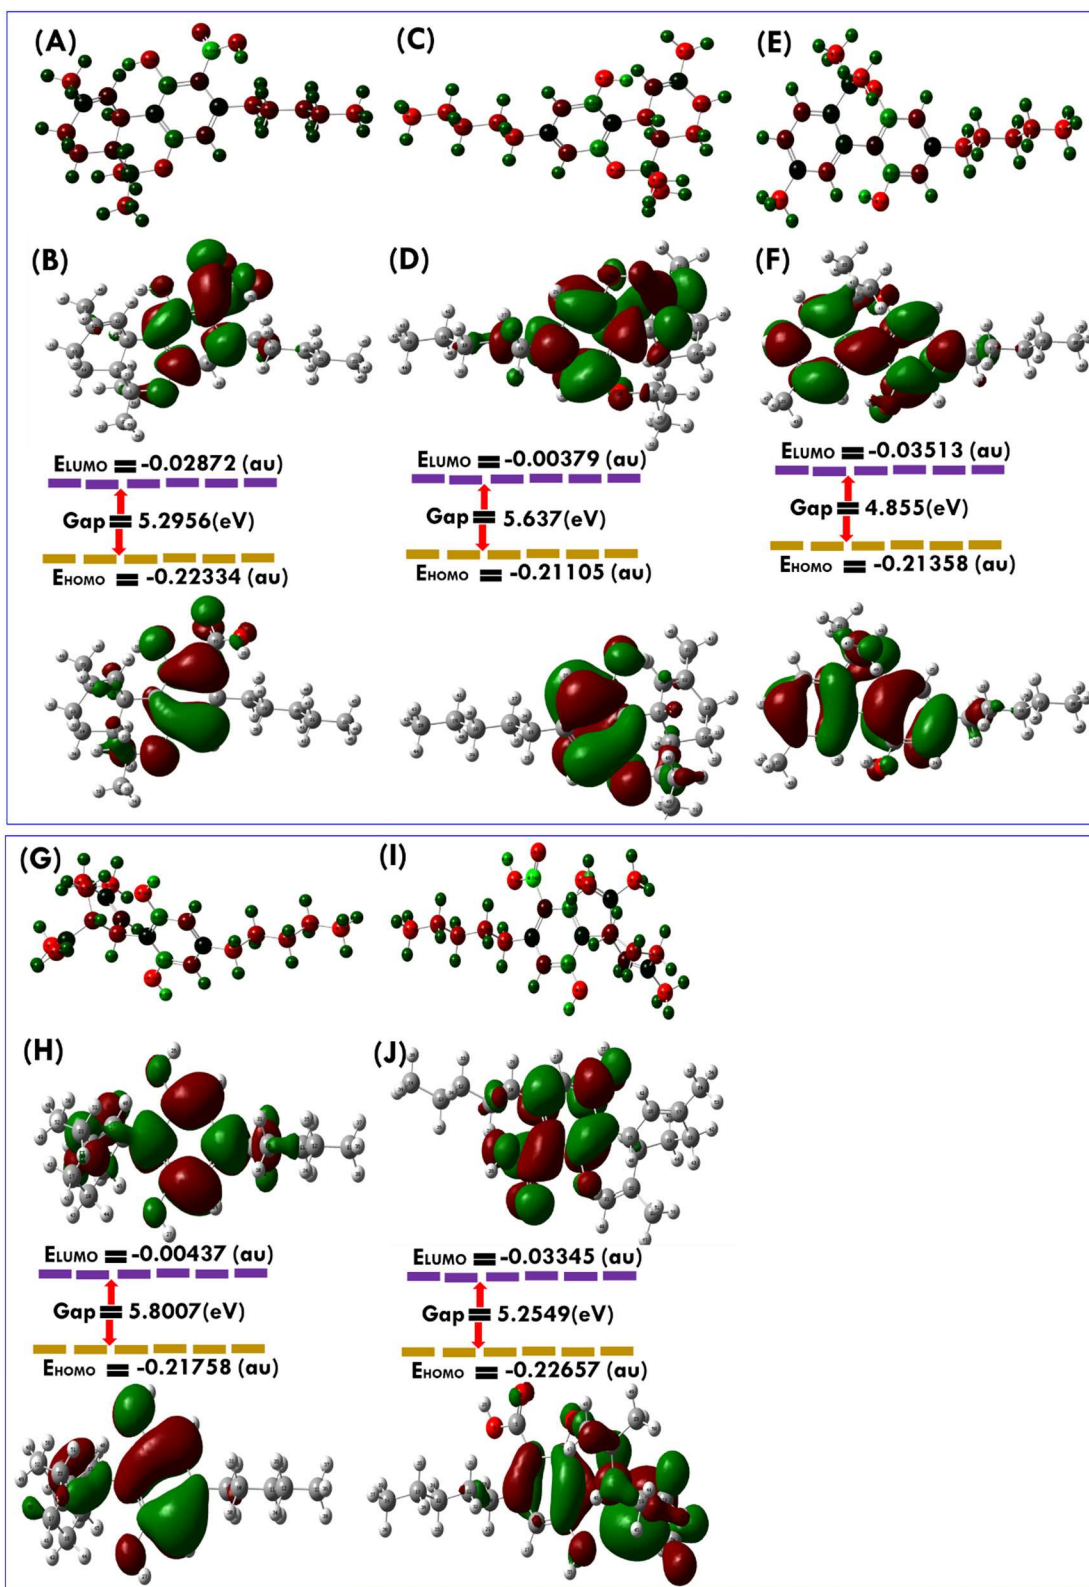 (A) (C) (E)
(B) (D) (F)
ELUMO = -0.02872 (au) ELUMO = -0.00379 (au) ELUMO = -0.03513 (au)
Gap = 5.2956(eV) Gap = 5.637(eV) Gap = 4.855(eV)
EHOMO = -0.22334 (au) EHOMO = -0.21105 (au) EHOMO = -0.21358 (au)
(G) (I)
(H) (J)
ELUMO = -0.00437 (au) ELUMO = -0.03345 (au)
Gap = 5.8007(eV) Gap = 5.2549(eV)
EHOMO = -0.21758 (au) EHOMO = -0.22657 (au)